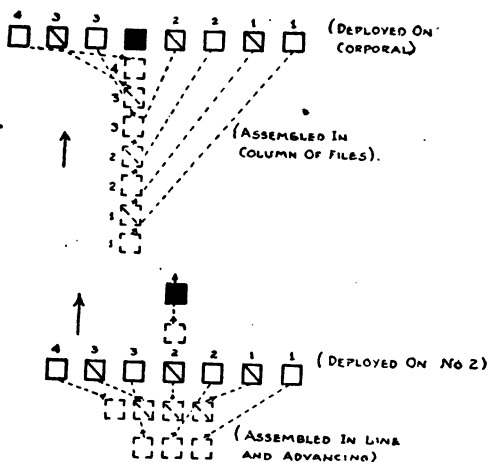 4 3 3 2 2 1 1
(DEPLOYED ON
CORPORAL)
4
3
3
2
2
1
1
(ASSEMBLED IN
COLUMN OF FILES).
4 3 3 2 2 1 1
(DEPLOYED ON No 2)
(ASSEMBLED IN LINE
AND ADVANCING)